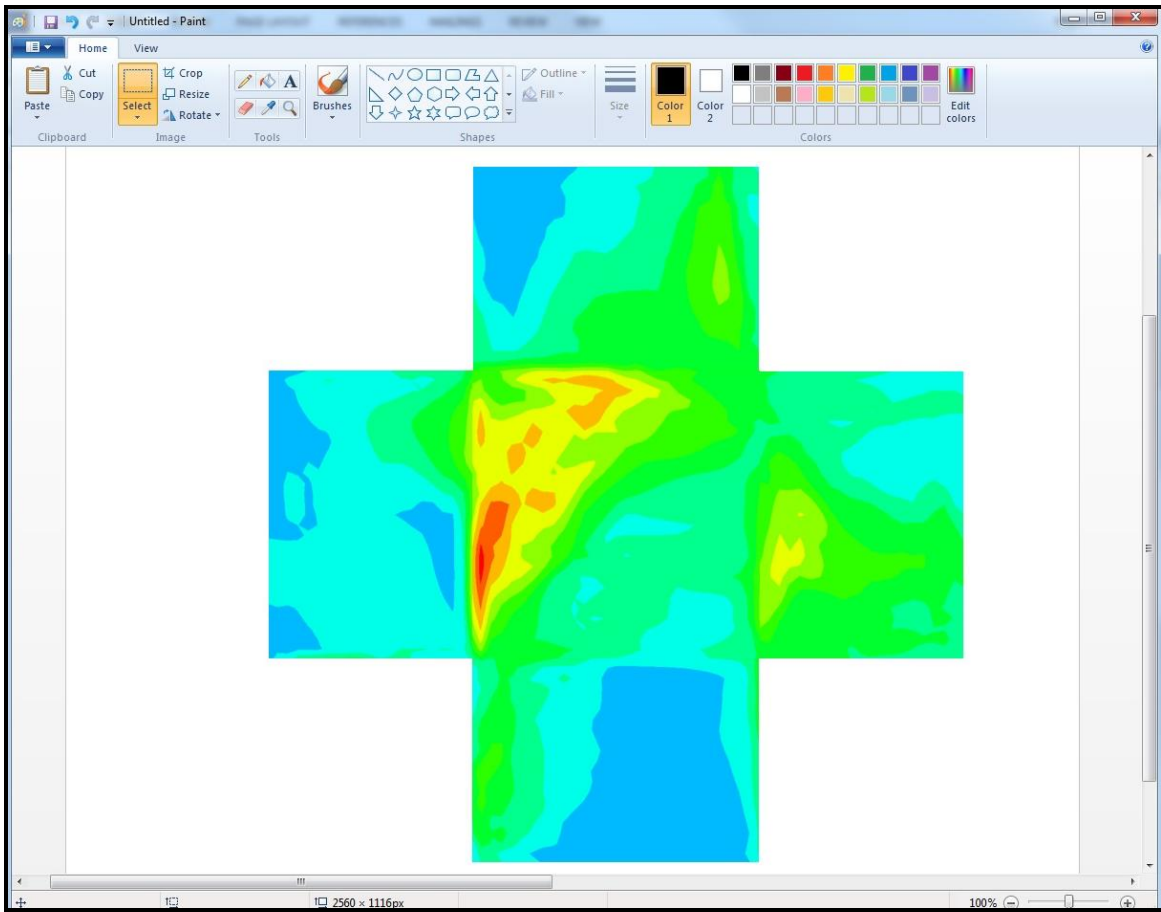 Untitled - Paint
Home View
Paste
Cut
Copy
Clipboard
Select
Crop
Resize
Rotate
Image
A
Tools
Brushes
Outline
Fill
Shapes
Size
Color 1
Color 2
Edit colors
Colors
2560 × 1116px
100%